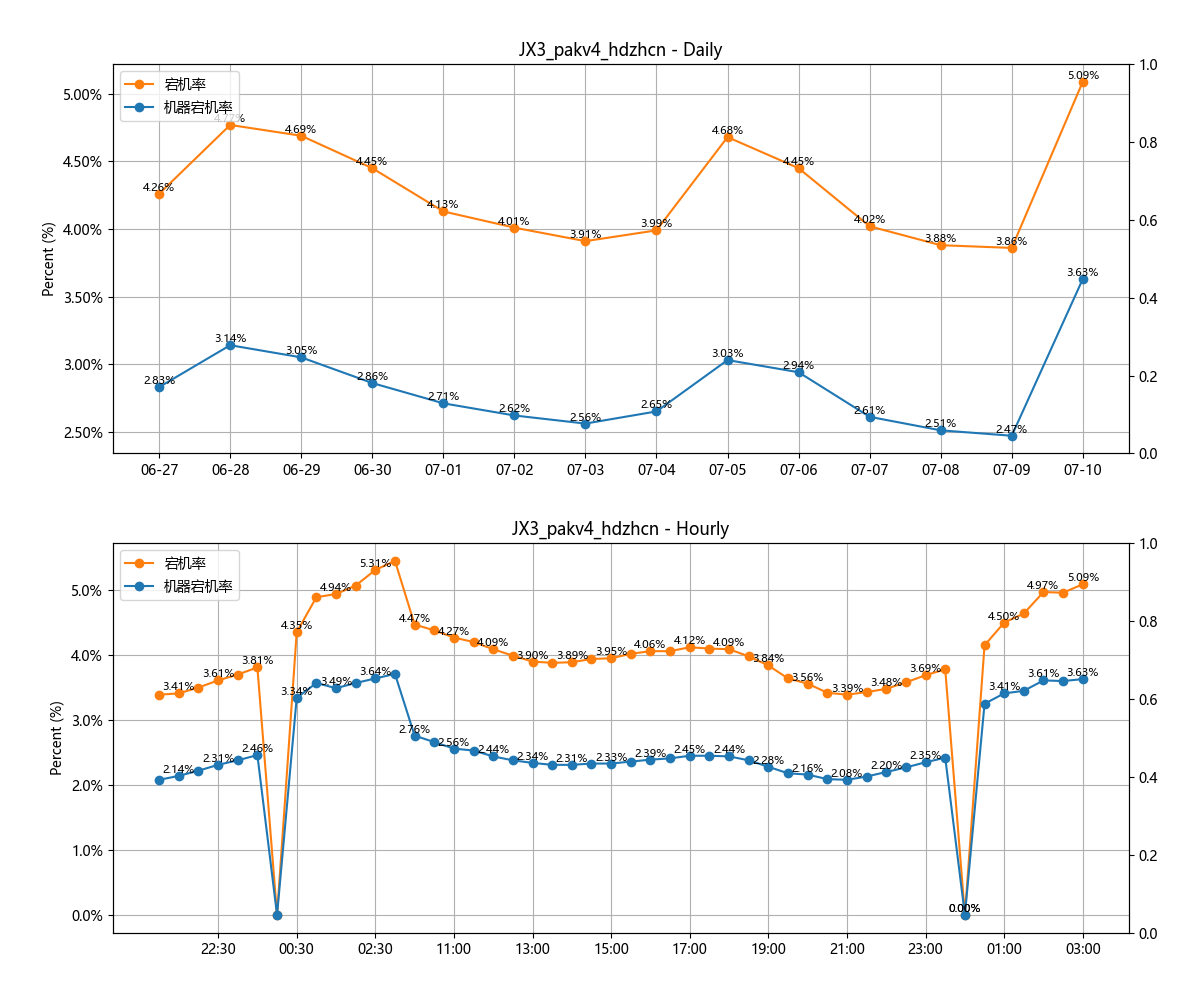 JX3_pakv4_hdzhcn - Daily
宕机率
机器宕机率
Percent (%)
5.00%
4.50%
4.00%
3.50%
3.00%
2.50%
1.0
0.8
0.6
0.4
0.2
0.0
4.26% 4.77% 4.69% 4.45% 4.13% 4.01% 3.91% 3.99% 4.68% 4.45% 4.02% 3.88% 3.86% 5.09%
2.83% 3.14% 3.05% 2.86% 2.71% 2.62% 2.56% 2.65% 3.03% 2.94% 2.61% 2.51% 2.47% 3.63%
06-27 06-28 06-29 06-30 07-01 07-02 07-03 07-04 07-05 07-06 07-07 07-08 07-09 07-10
JX3_pakv4_hdzhcn - Hourly
宕机率
机器宕机率
Percent (%)
5.0%
4.0%
3.0%
2.0%
1.0%
0.0%
1.0
0.8
0.6
0.4
0.2
0.0
3.41% 3.61% 3.81% 4.35% 4.94% 5.31% 4.47% 4.27% 4.09% 3.90% 3.89% 3.95% 4.06% 4.12% 4.09% 3.84% 3.56% 3.39% 3.48% 3.69% 0.00% 4.50% 4.97% 5.09%
2.14% 2.31% 2.46% 3.34% 3.49% 3.64% 2.76% 2.56% 2.44% 2.34% 2.31% 2.33% 2.39% 2.45% 2.44% 2.28% 2.16% 2.08% 2.20% 2.35% 0.00% 3.41% 3.61% 3.63%
22:30 00:30 02:30 11:00 13:00 15:00 17:00 19:00 21:00 23:00 01:00 03:00